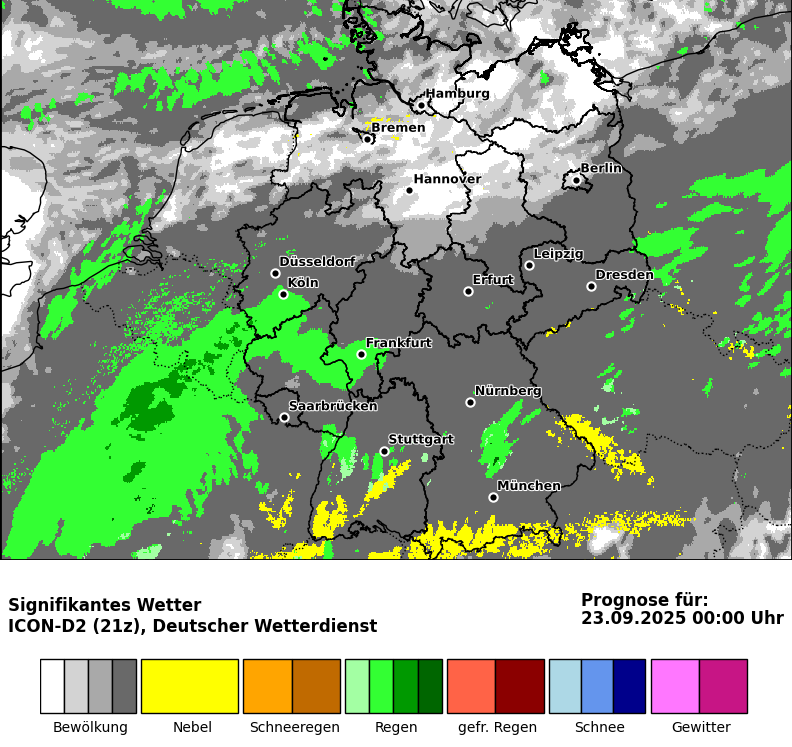 Hamburg
Bremen
Berlin
Hannover
Leipzig
Düsseldorf
Dresden
Erfurt
Köln
Frankfurt
Nürnberg
Saarbrücken
Stuttgart
München
Signifikantes Wetter
ICON-D2 (21z), Deutscher Wetterdienst
Prognose für:
23.09.2025 00:00 Uhr
Bewölkung Nebel Schneeregen Regen gefr. Regen Schnee Gewitter